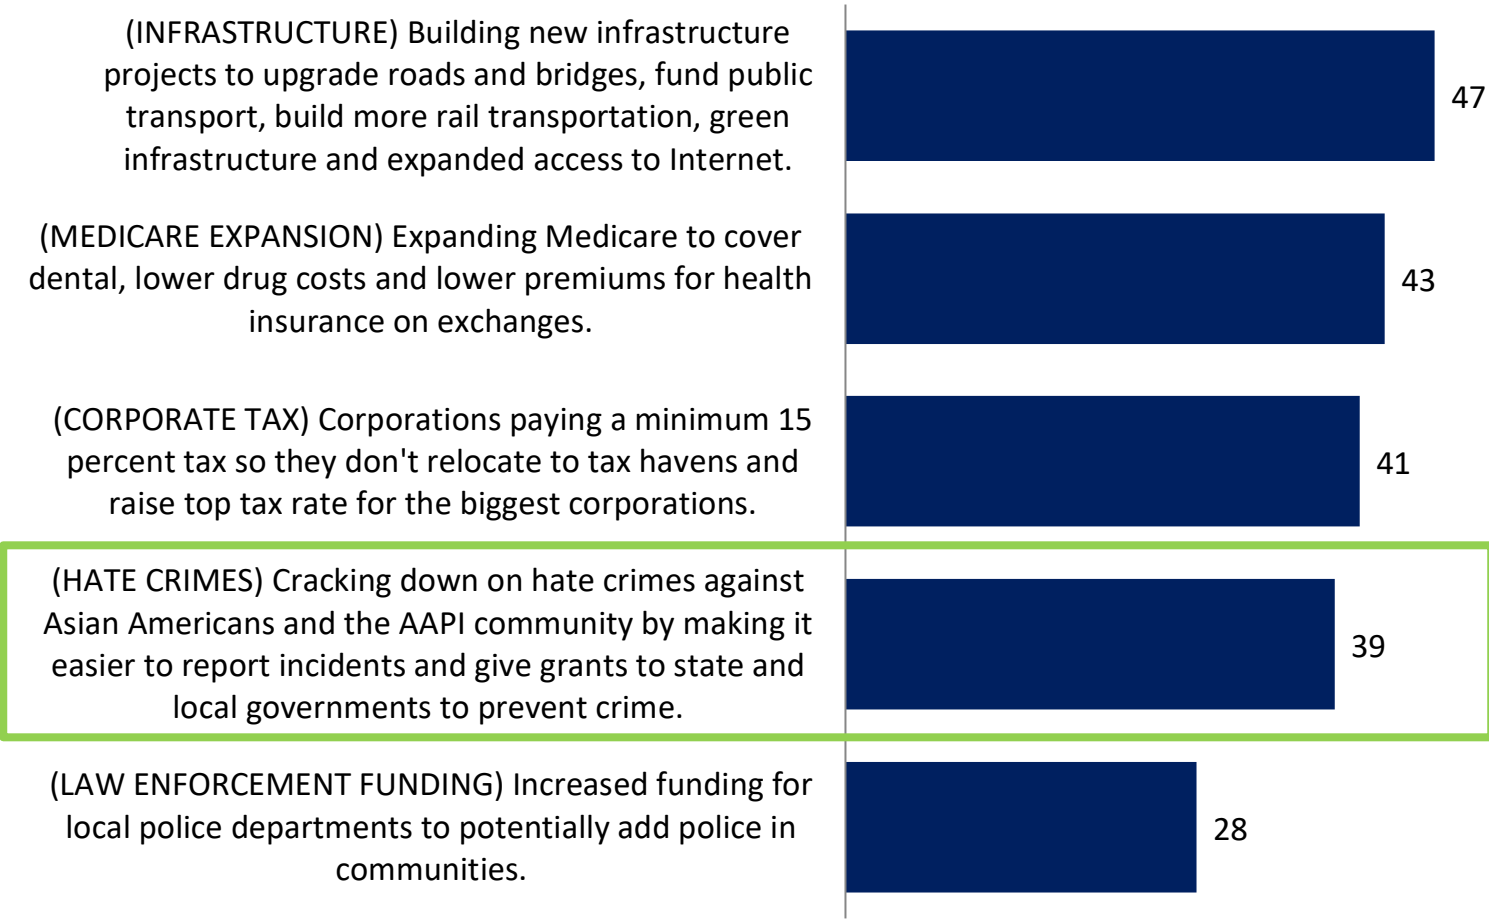 (INFRASTRUCTURE) Building new infrastructure
projects to upgrade roads and bridges, fund public
transport, build more rail transportation, green
infrastructure and expanded access to Internet.
47
(MEDICARE EXPANSION) Expanding Medicare to cover
dental, lower drug costs and lower premiums for health
insurance on exchanges.
43
(CORPORATE TAX) Corporations paying a minimum 15
percent tax so they don't relocate to tax havens and
raise top tax rate for the biggest corporations.
41
(HATE CRIMES) Cracking down on hate crimes against
Asian Americans and the AAPI community by making it
easier to report incidents and give grants to state and
local governments to prevent crime.
39
(LAW ENFORCEMENT FUNDING) Increased funding for
local police departments to potentially add police in
communities.
28